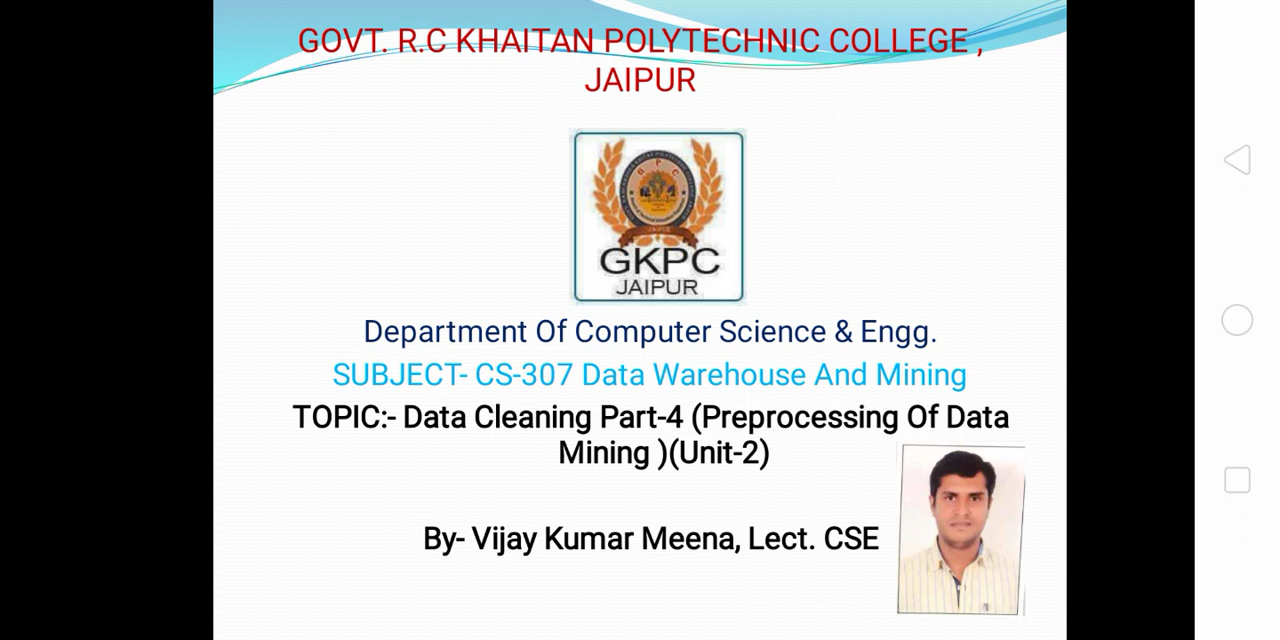 GOVT. R.C KHAITAN POLYTECHNIC COLLEGE ,
JAIPUR
G P C
JAIPUR
GKPC
JAIPUR
Department Of Computer Science & Engg.
SUBJECT- CS-307 Data Warehouse And Mining
TOPIC:- Data Cleaning Part-4 (Preprocessing Of Data
Mining )(Unit-2)
By- Vijay Kumar Meena, Lect. CSE